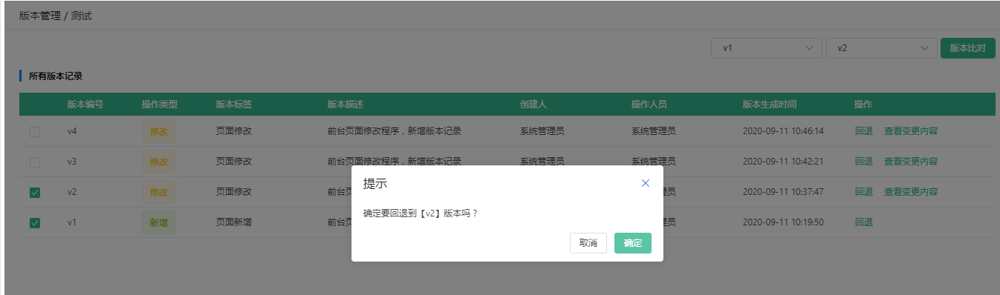 版本管理 / 测试
v1 v2 版本比对
所有版本记录
版本编号 操作类型 版本标签 版本描述 创建人 操作人员 版本生成时间 操作
v4 修改 页面修改 前台页面修改程序，新增版本记录 系统管理员 系统管理员 2020-09-11 10:46:14 回退 查看变更内容
v3 修改 页面修改 前台页面修改程序，新增版本记录 系统管理员 系统管理员 2020-09-11 10:42:21 回退 查看变更内容
v2 修改 页面修改 前台页 管理员 2020-09-11 10:37:47 回退 查看变更内容
v1 新增 页面新增 前台页 管理员 2020-09-11 10:19:50 回退
提示
确定要回退到【v2】版本吗？
取消 确定